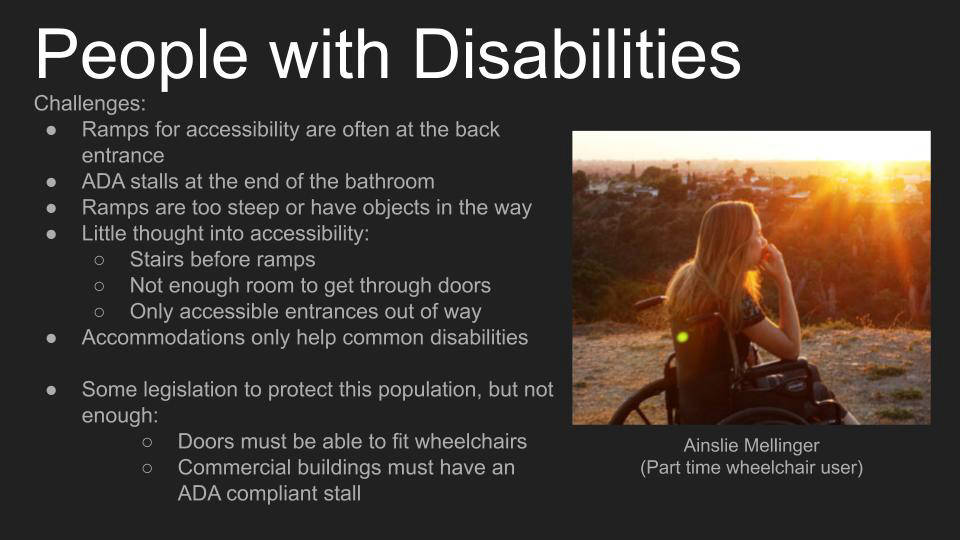 People with Disabilities
Challenges:
● Ramps for accessibility are often at the back
entrance
● ADA stalls at the end of the bathroom
● Ramps are too steep or have objects in the way
● Little thought into accessibility:
○ Stairs before ramps
○ Not enough room to get through doors
○ Only accessible entrances out of way
● Accommodations only help common disabilities
● Some legislation to protect this population, but not
enough:
○ Doors must be able to fit wheelchairs
○ Commercial buildings must have an
ADA compliant stall
Ainslie Mellinger
(Part time wheelchair user)